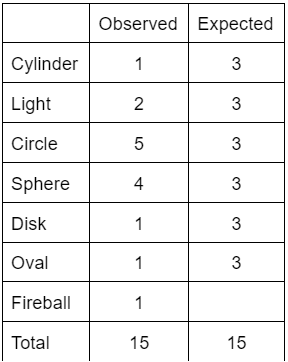 Observed Expected
Cylinder 1 3
Light 2 3
Circle 5 3
Sphere 4 3
Disk 1 3
Oval 1 3
Fireball 1
Total 15 15